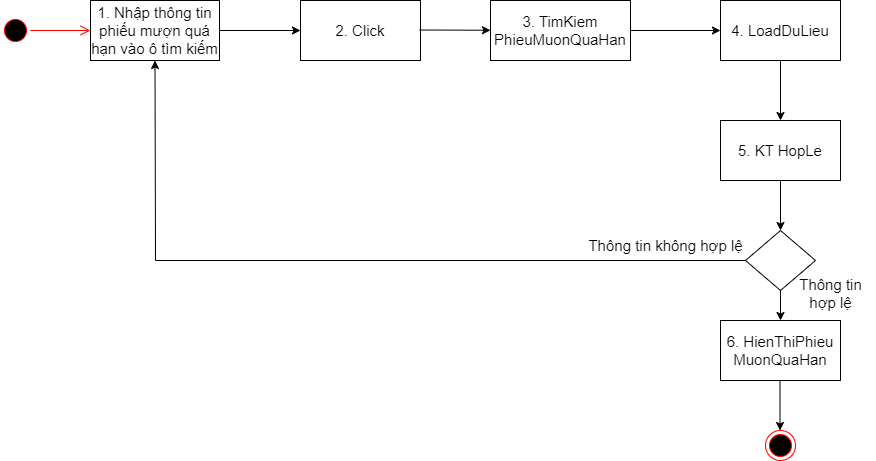 1. Nhập thông tin
phiếu mượn quá
hạn vào ô tìm kiếm
2. Click
3. TimKiem
PhieuMuonQuaHan
4. LoadDuLieu
5. KT HopLe
Thông tin không hợp lệ
Thông tin
hợp lệ
6. HienThiPhieu
MuonQuaHan